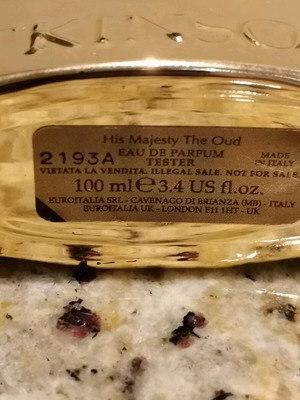 KINSO
His Majesty The Oud
2193A EAU DE PARFUM MADE
TESTER IN ITALY
VIETATA LA VENDITA. ILLEGAL SALE. NOT FOR SALE.
100 ml℮3.4 US fl.oz.
EUROITALIA SRL - CAVENAGO DI BRIANZA (MB) - ITALY
EUROITALIA UK - LONDON E11 1HT - UK